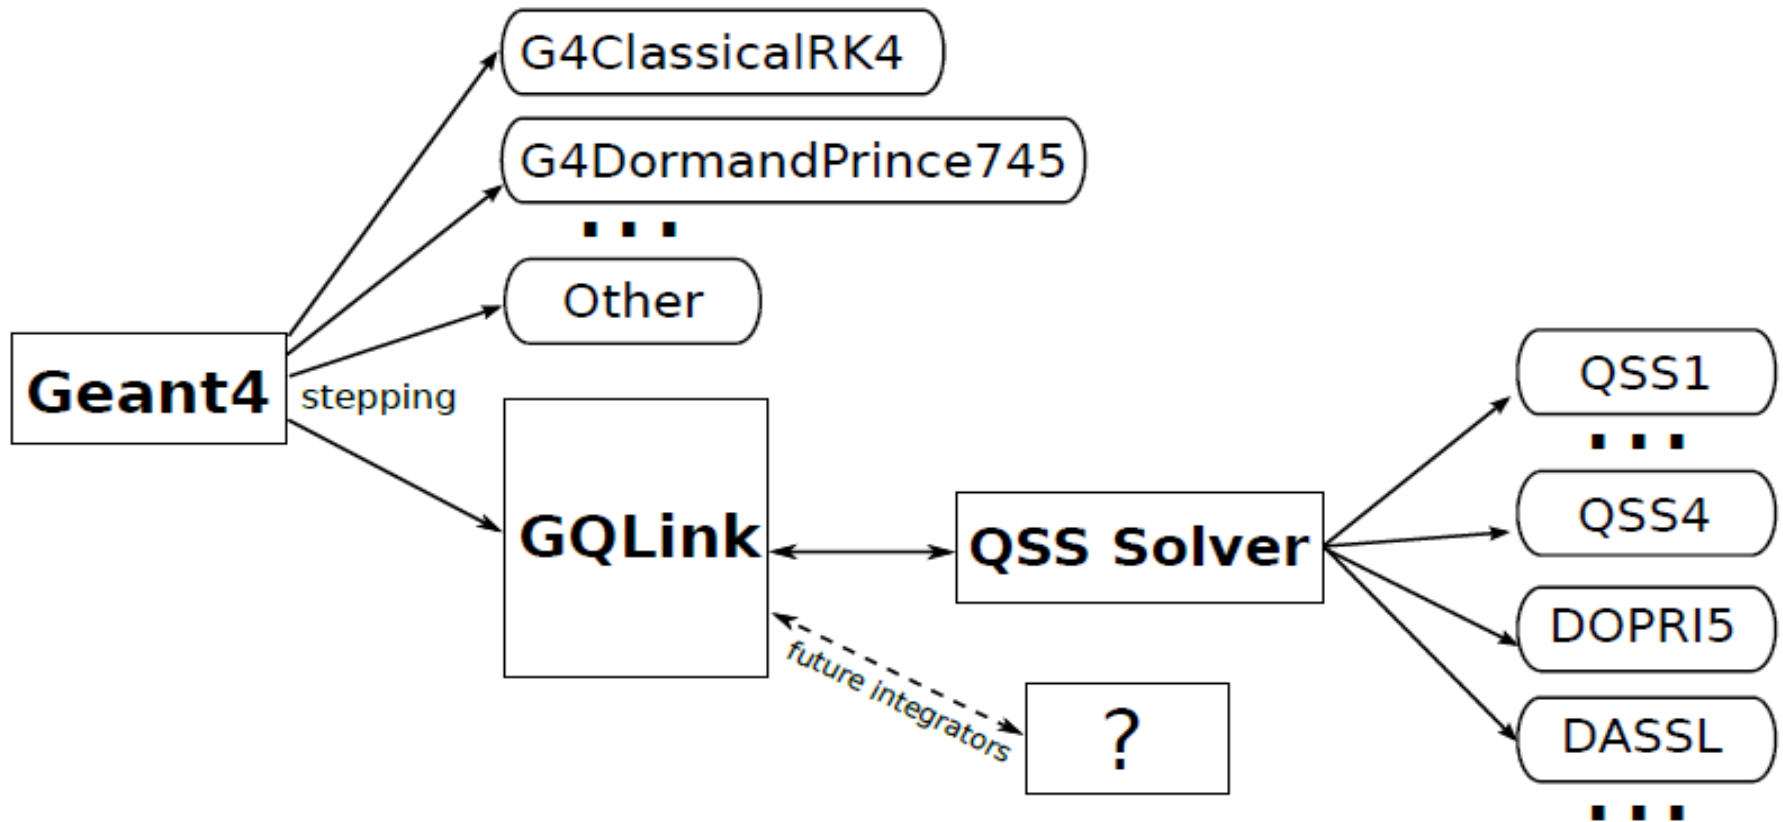 G4ClassicalRK4
G4DormandPrince745
...
Other
Geant4
stepping
GQLink
QSS Solver
future integrators
?
QSS1
...
QSS4
DOPRI5
DASSL
...